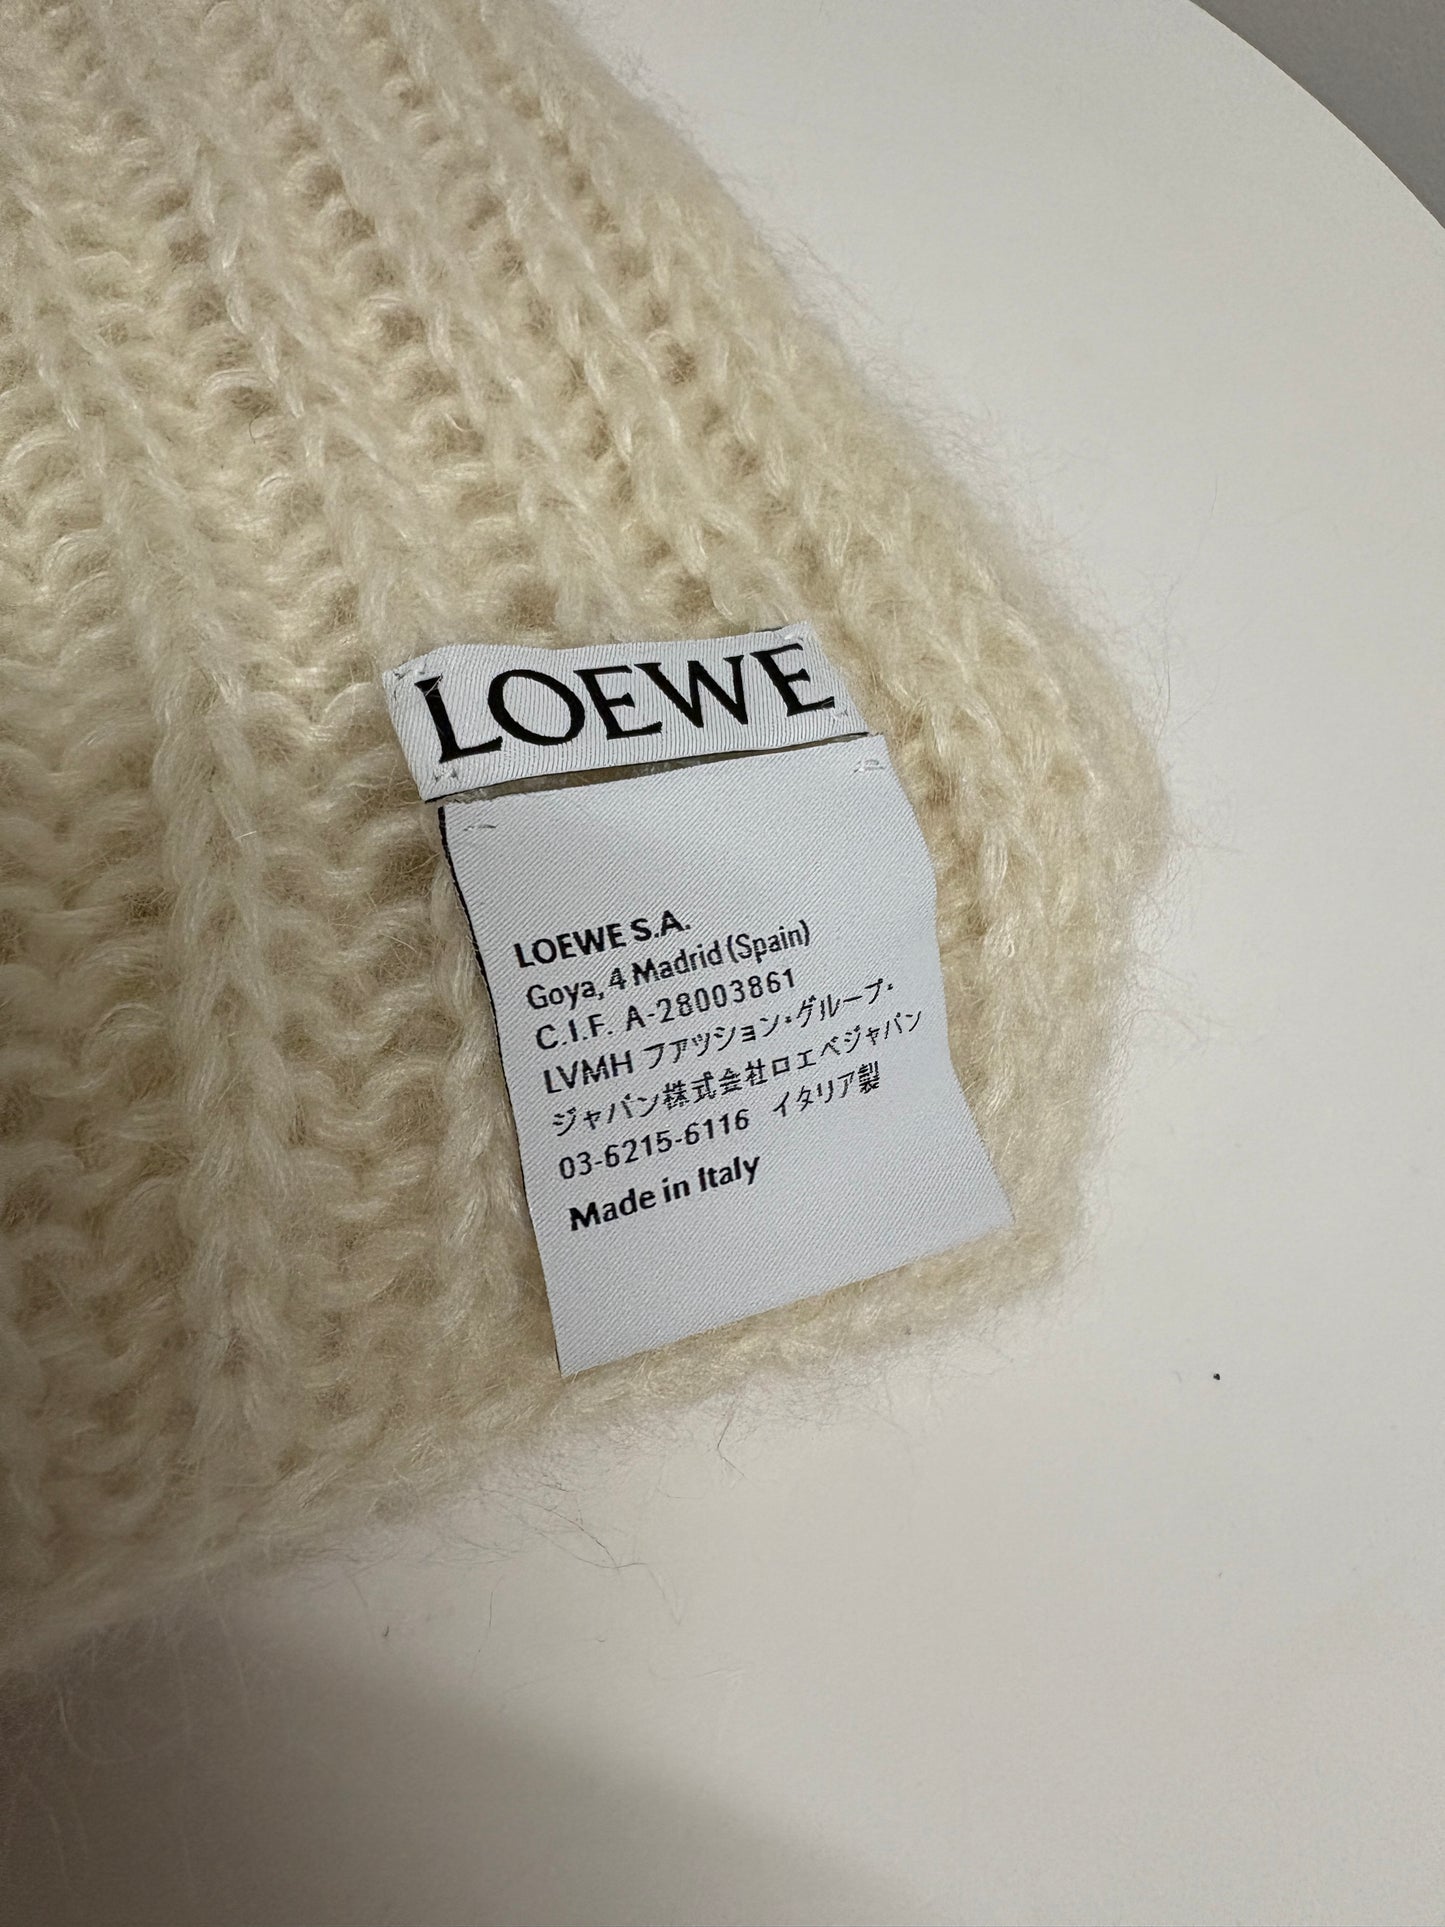 LOEWE
LOEWE S.A.
Goya, 4 Madrid (Spain)
C.I.F. A-28003861
LVMH ファッション・グループ・
ジャパン株式会社ロエベジャパン
03-6215-6116 イタリア製
Made in Italy